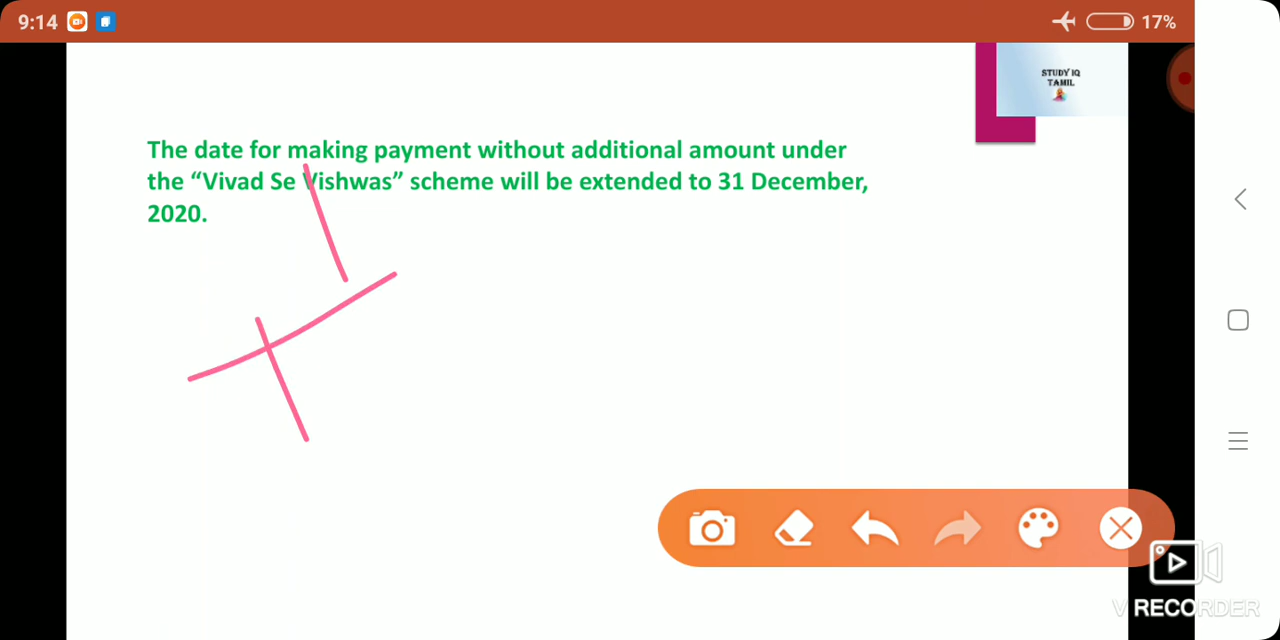 9:14
17%
STUDY IQ
TAMIL
The date for making payment without additional amount under
the “Vivad Se Vishwas” scheme will be extended to 31 December,
2020.
V RECORDER